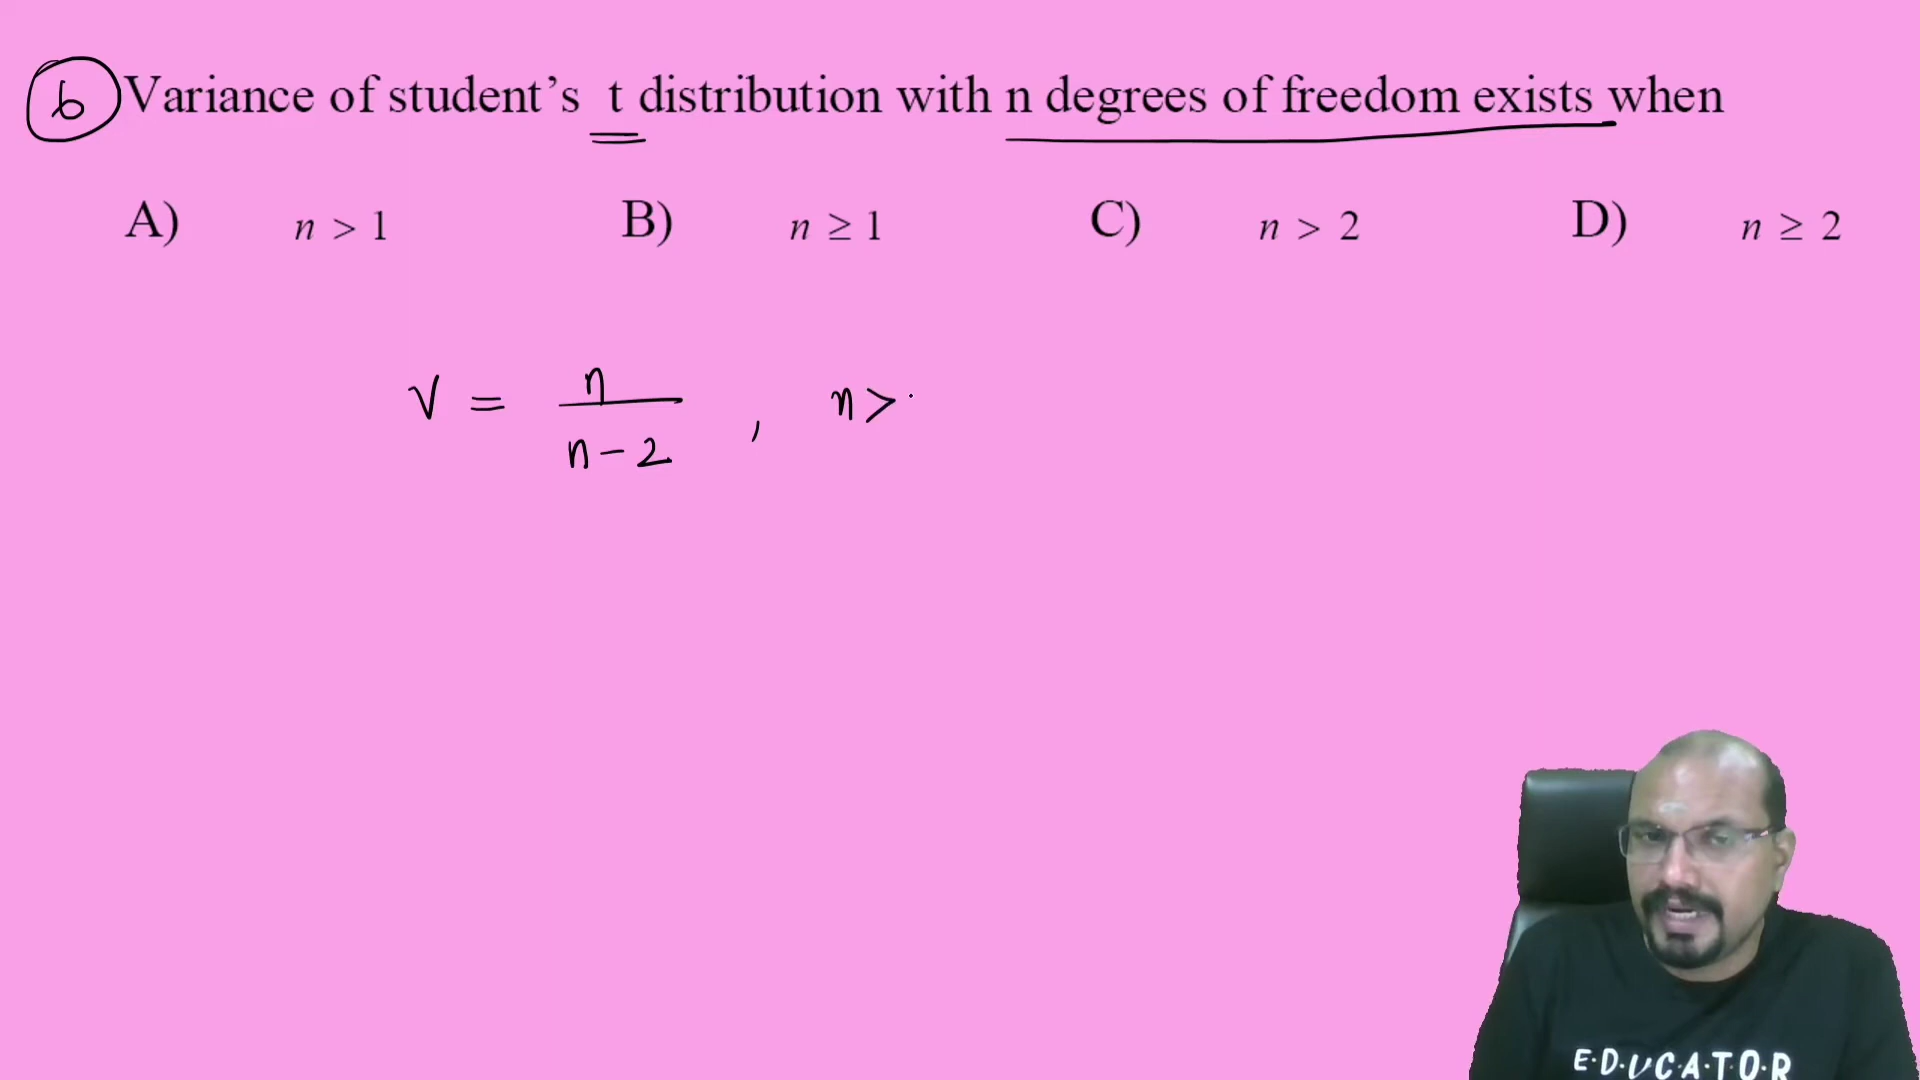 6 Variance of student's t distribution with n degrees of freedom exists when
A) n > 1 B) n ≥ 1 C) n > 2 D) n ≥ 2
V = n / n - 2 , n >
E·D·U·C·A·T·O·R